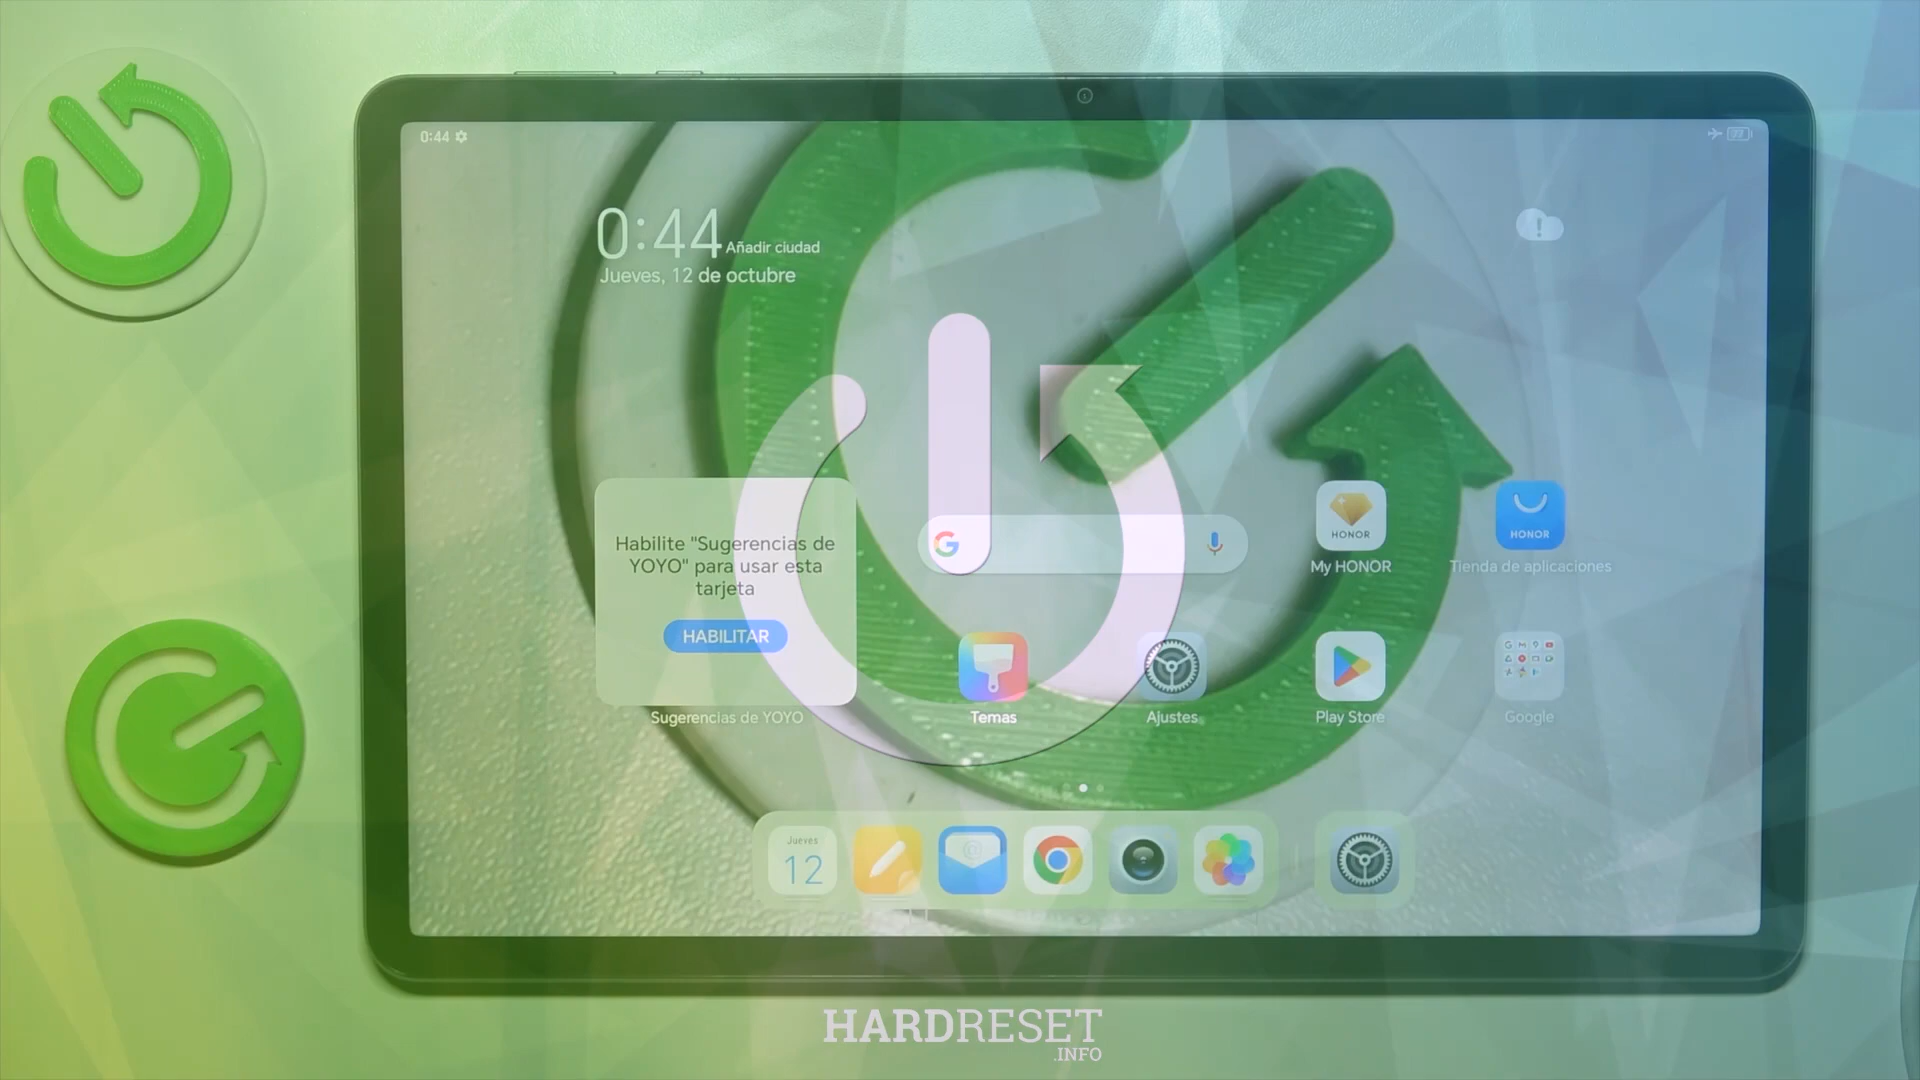 0:44
0:44 Añadir ciudad
Jueves, 12 de octubre
Habilite "Sugerencias de
YOYO" para usar esta
tarjeta
HABILITAR
Sugerencias de YOYO
HONOR
My HONOR
HONOR
Tienda de aplicaciones
Temas
Ajustes
Play Store
Google
Jueves
12
HARDRESET
.INFO